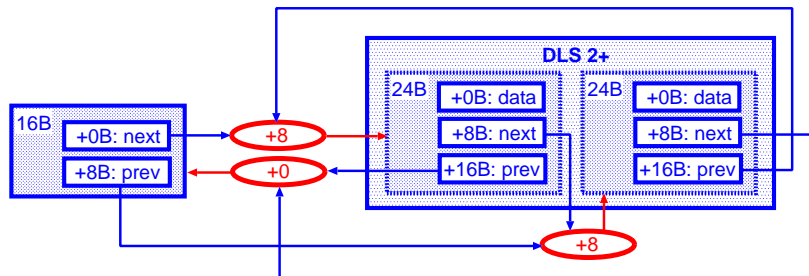 DLS 2+
16B
+0B: next
+8B: prev
+8
+0
24B
+0B: data
+8B: next
+16B: prev
24B
+0B: data
+8B: next
+16B: prev
+8